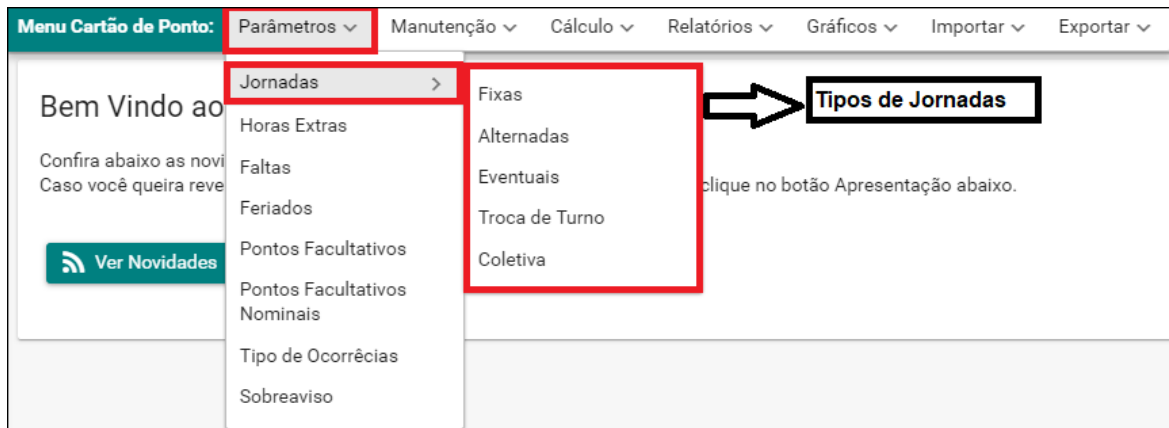 Menu Cartão de Ponto: Parâmetros Manutenção Cálculo Relatórios Gráficos Importar Exportar
Bem Vindo ao
Confira abaixo as novi
Caso você queira reve
clique no botão Apresentação abaixo.
Ver Novidades
Jornadas
Horas Extras
Faltas
Feriados
Pontos Facultativos
Pontos Facultativos
Nominais
Tipo de Ocorrêcias
Sobreaviso
Fixas
Alternadas
Eventuais
Troca de Turno
Coletiva
Tipos de Jornadas